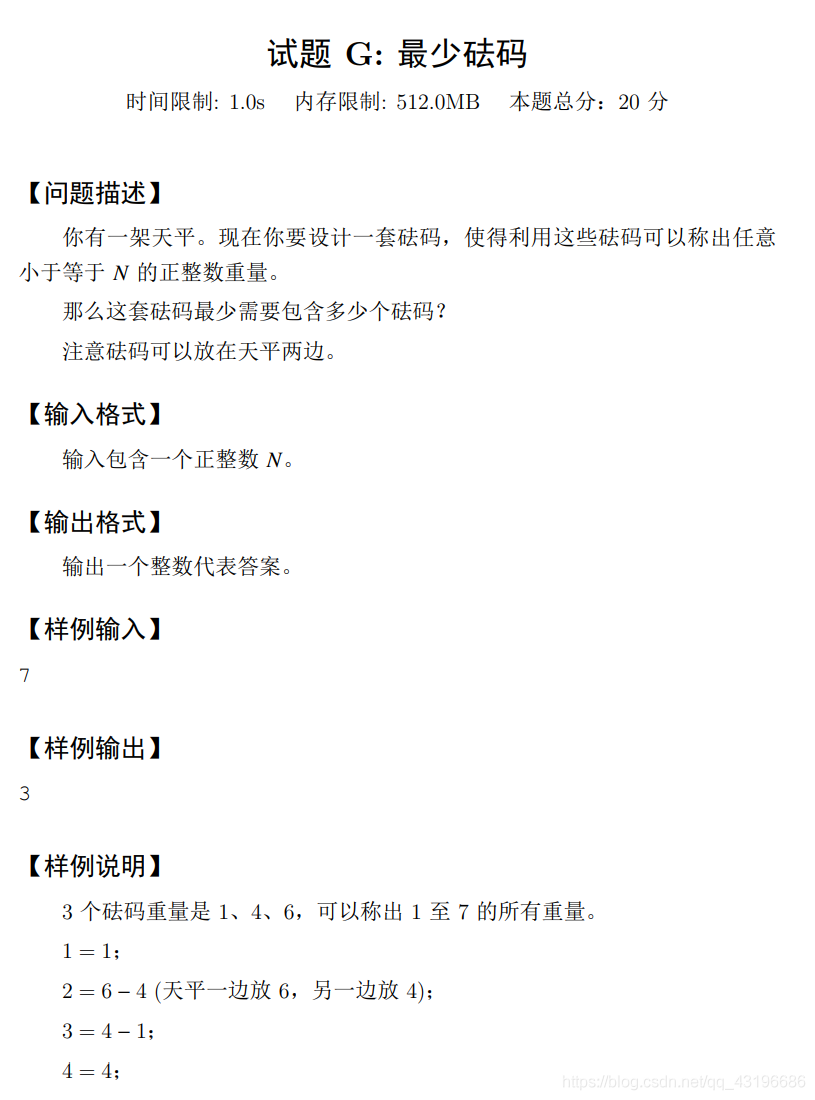 试题 G: 最少砝码
时间限制: 1.0s 内存限制: 512.0MB 本题总分：20 分
【问题描述】
你有一架天平。现在你要设计一套砝码，使得利用这些砝码可以称出任意
小于等于 N 的正整数重量。
那么这套砝码最少需要包含多少个砝码？
注意砝码可以放在天平两边。
【输入格式】
输入包含一个正整数 N。
【输出格式】
输出一个整数代表答案。
【样例输入】
7
【样例输出】
3
【样例说明】
3 个砝码重量是 1、4、6，可以称出 1 至 7 的所有重量。
1 = 1；
2 = 6 − 4 (天平一边放 6，另一边放 4)；
3 = 4 − 1；
4 = 4；
https://blog.csdn.net/qq_43196686